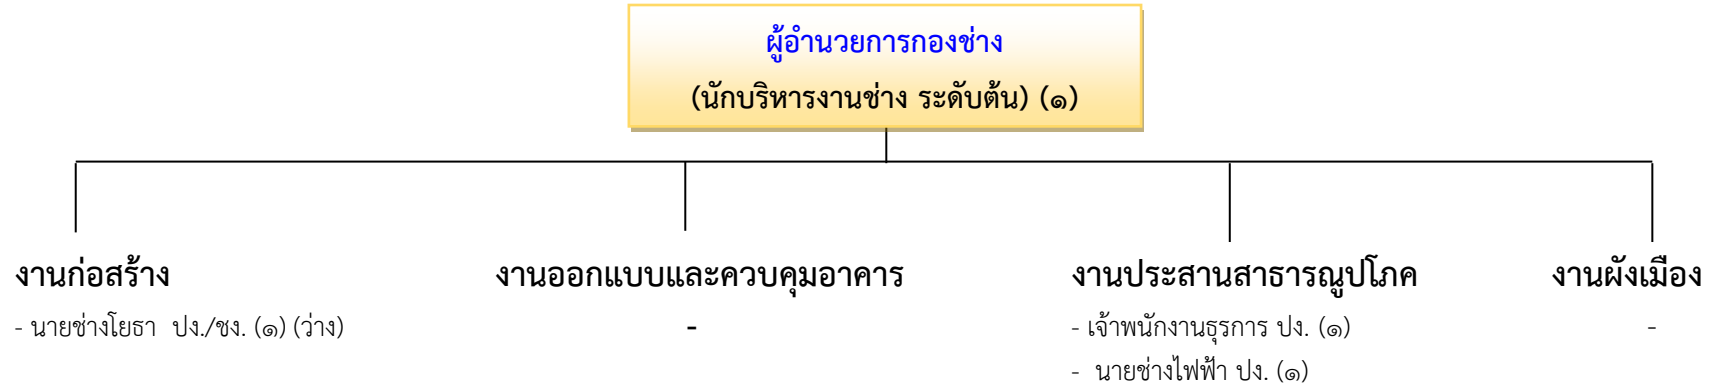 ผู้อำนวยการกองช่าง
(นักบริหารงานช่าง ระดับต้น) (๑)
งานก่อสร้าง
- นายช่างโยธา ปง./ชง. (๑) (ว่าง)
งานออกแบบและควบคุมอาคาร
-
งานประสานสาธารณูปโภค
- เจ้าพนักงานธุรการ ปง. (๑)
- นายช่างไฟฟ้า ปง. (๑)
งานผังเมือง
-